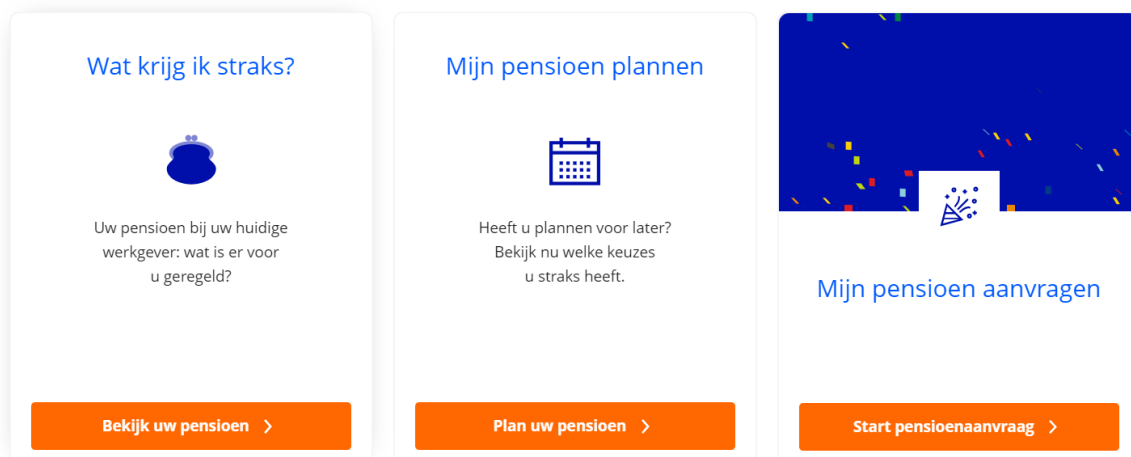 Wat krijg ik straks?
Uw pensioen bij uw huidige
werkgever: wat is er voor
u geregeld?
Bekijk uw pensioen
Mijn pensioen plannen
Heeft u plannen voor later?
Bekijk nu welke keuzes
u straks heeft.
Plan uw pensioen
Mijn pensioen aanvragen
Start pensioenaanvraag